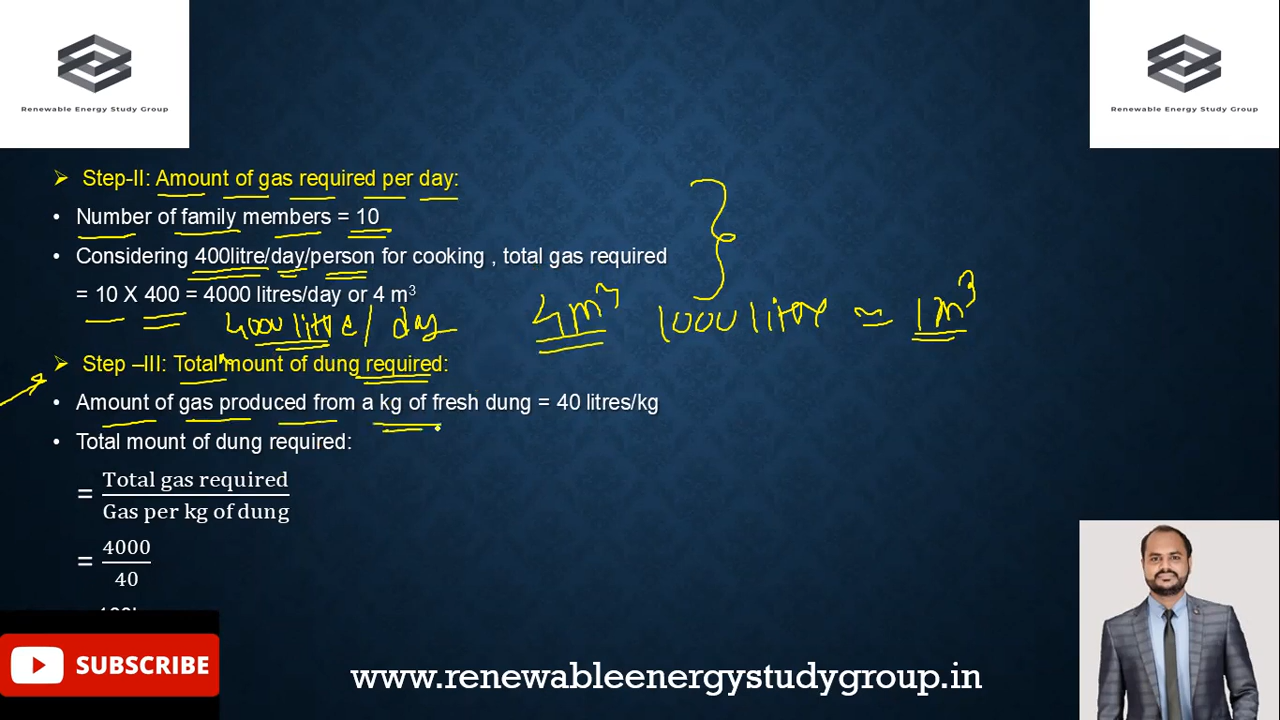 Renewable Energy Study Group
Renewable Energy Study Group
➢ Step-II: Amount of gas required per day:
• Number of family members = 10
• Considering 400litre/day/person for cooking , total gas required
= 10 X 400 = 4000 litres/day or 4 m³
4000 litre / day 4m³ 1000 litre = 1m³
➢ Step –III: Total mount of dung required:
• Amount of gas produced from a kg of fresh dung = 40 litres/kg
• Total mount of dung required:
= Total gas required
Gas per kg of dung
= 4000
40
SUBSCRIBE
www.renewableenergystudygroup.in